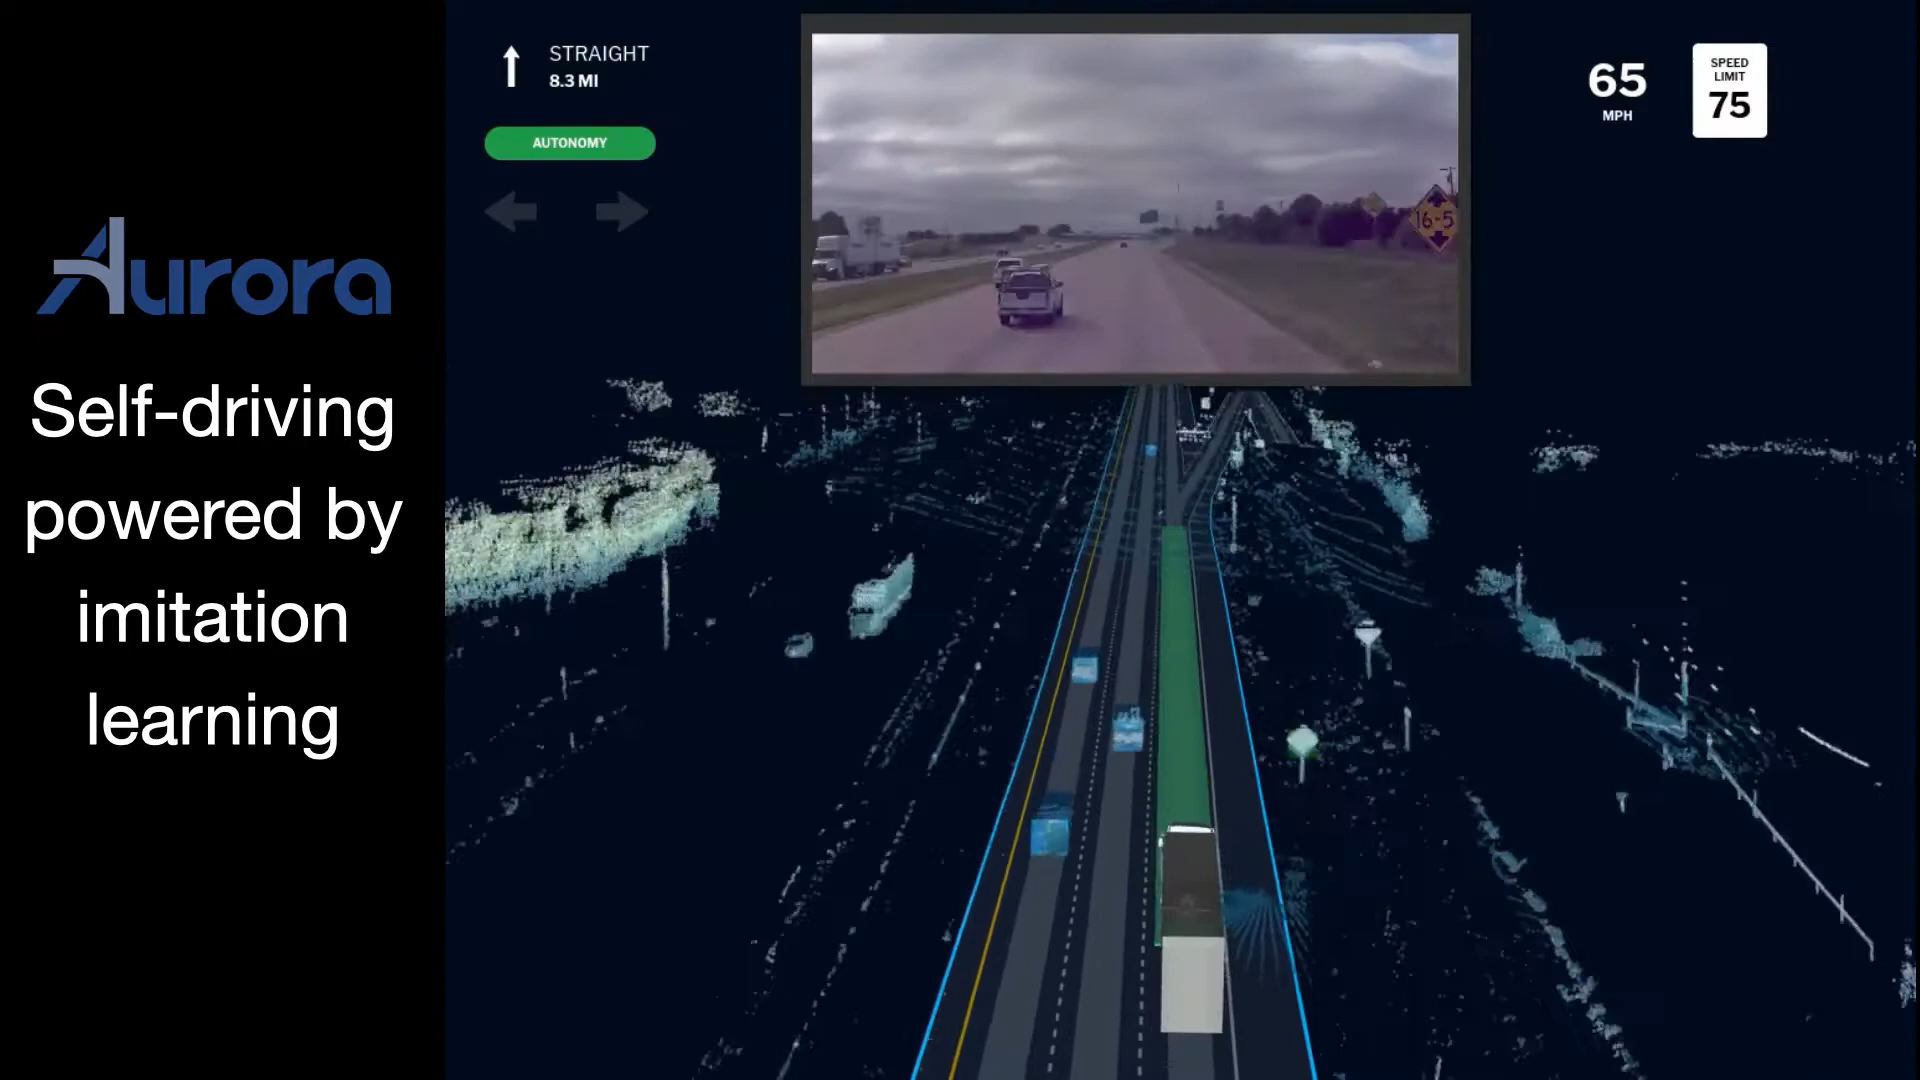 Aurora
Self-driving
powered by
imitation
learning
STRAIGHT
8.3 MI
AUTONOMY
16-5
65
MPH
SPEED
LIMIT
75